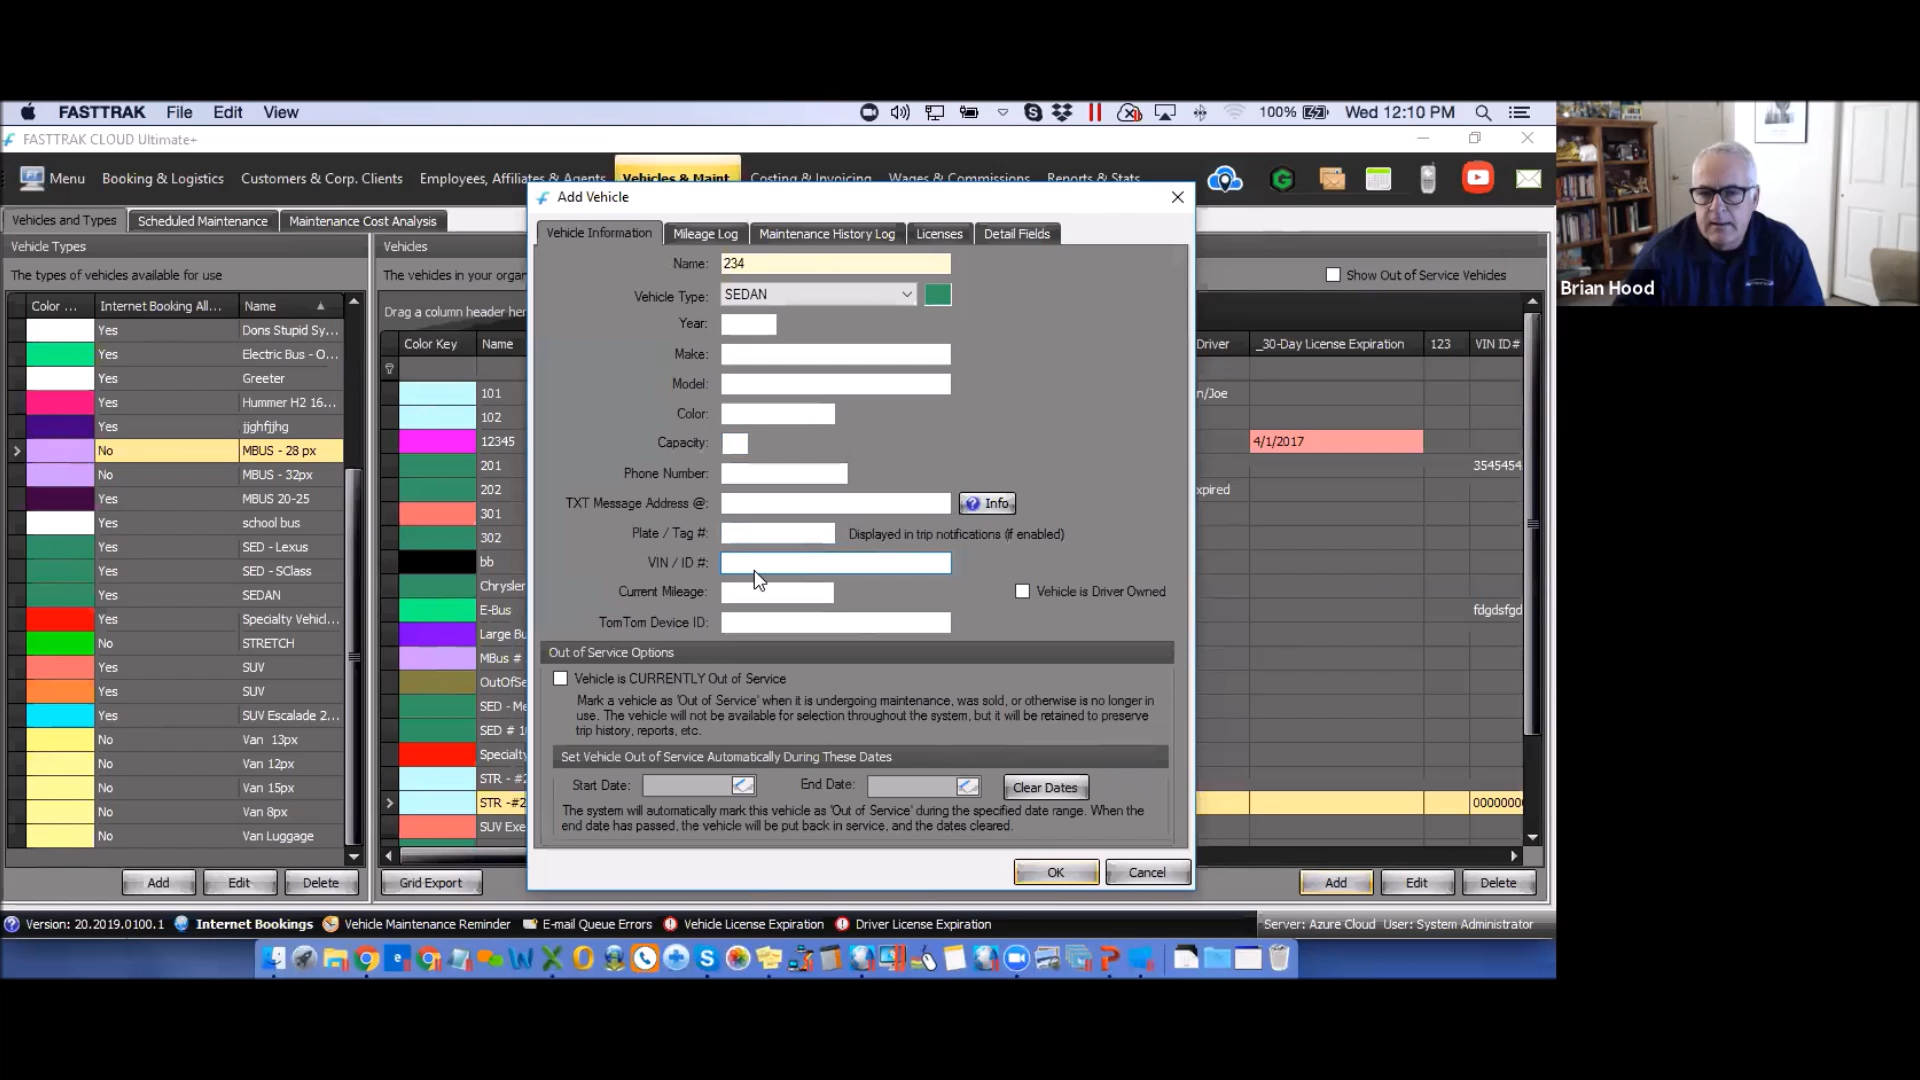 FASTTRAK File Edit View 100% Wed 12:10 PM
FASTTRAK CLOUD Ultimate+
Menu Booking & Logistics Customers & Corp. Clients Employees, Affiliates & Agents Vehicles & Maint. Costing & Invoicing Wages & Commissions Reports & Stats
Vehicles and Types Scheduled Maintenance Maintenance Cost Analysis
Vehicle Types
The types of vehicles available for use
Color ... Internet Booking All... Name
Yes Dons Stupid Sy...
Yes Electric Bus - O...
Yes Greeter
Yes Hummer H2 16...
Yes jjghfjjhg
No MBUS - 28 px
No MBUS - 32px
Yes MBUS 20-25
Yes school bus
Yes SED - Lexus
Yes SED - SClass
Yes SEDAN
Yes Specialty Vehicl...
No STRETCH
Yes SUV
Yes SUV
Yes SUV Escalade 2...
No Van 13px
No Van 12px
No Van 15px
No Van 8px
No Van Luggage
Add Edit Delete
Vehicles
The vehicles in your organ
Show Out of Service Vehicles
Drag a column header her
Color Key Name
Driver _30-Day License Expiration 123 VIN ID#
101
n/Joe
102
12345
4/1/2017
201
3545454
202
xpired
301
302
bb
Chrysler
E-Bus
fdgdsfgd
Large Bu
MBus #
OutOfSe
SED - Me
SED # 10
Specialty
STR - #2
STR -#2
0000000
SUV Exe
Grid Export
Add Edit Delete
Add Vehicle
Vehicle Information Mileage Log Maintenance History Log Licenses Detail Fields
Name: 234
Vehicle Type: SEDAN
Year:
Make:
Model:
Color:
Capacity:
Phone Number:
TXT Message Address @: Info
Plate / Tag #: Displayed in trip notifications (if enabled)
VIN / ID #:
Current Mileage: Vehicle is Driver Owned
TomTom Device ID:
Out of Service Options
Vehicle is CURRENTLY Out of Service
Mark a vehicle as 'Out of Service' when it is undergoing maintenance, was sold, or otherwise is no longer in
use. The vehicle will not be available for selection throughout the system, but it will be retained to preserve
trip history, reports, etc.
Set Vehicle Out of Service Automatically During These Dates
Start Date: End Date: Clear Dates
The system will automatically mark this vehicle as 'Out of Service' during the specified date range. When the
end date has passed, the vehicle will be put back in service, and the dates cleared.
OK Cancel
Version: 20.2019.0100.1 Internet Bookings Vehicle Maintenance Reminder E-mail Queue Errors Vehicle License Expiration Driver License Expiration Server: Azure Cloud User: System Administrator
Brian Hood